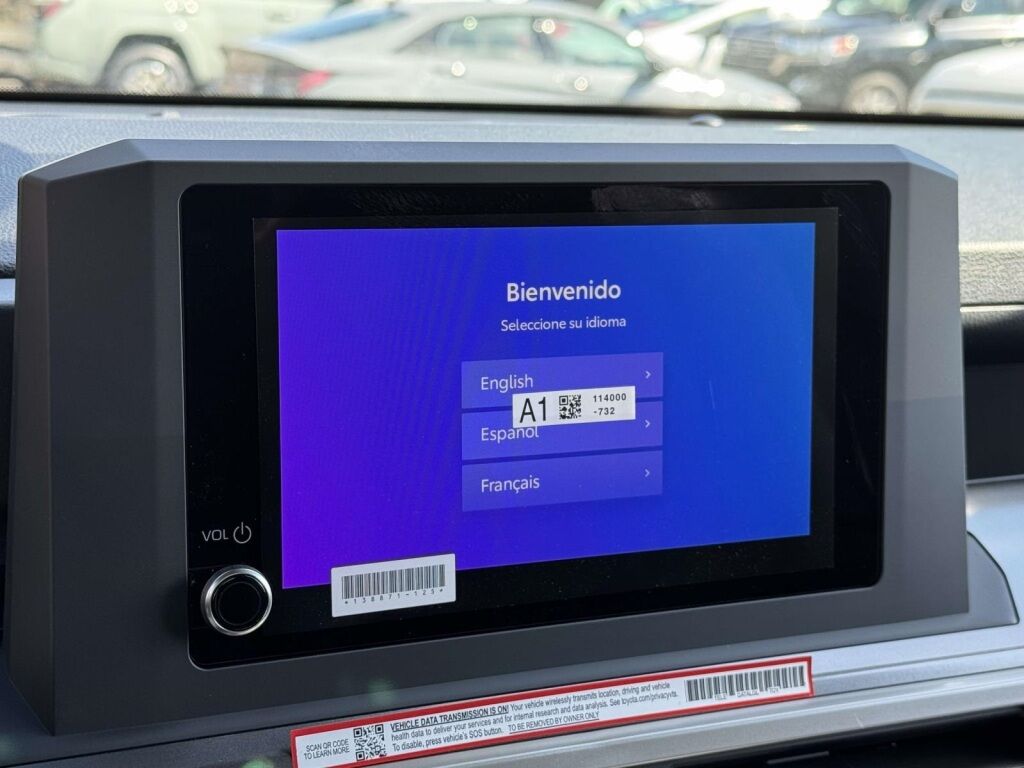 Bienvenido
Seleccione su idioma
English
A1
114000
-732
Español
Français
VOL
*138871-125*
SCAN QR CODE
TO LEARN MORE
VEHICLE DATA TRANSMISSION IS ON! Your vehicle wirelessly transmits location, driving and vehicle
health data to deliver your services and for internal research and data analysis. See toyota.com/privacyvts.
To disable, press vehicle's SOS button. TO BE REMOVED BY OWNER ONLY